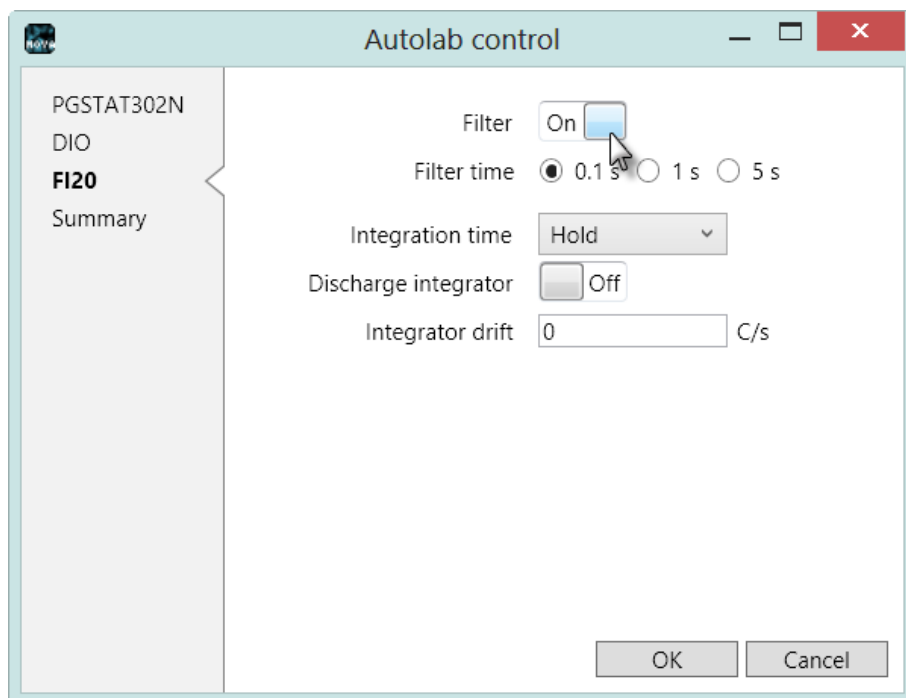 Autolab control
PGSTAT302N
DIO
FI20
Summary
Filter On
Filter time 0.1 s 1 s 5 s
Integration time Hold
Discharge integrator Off
Integrator drift 0 C/s
OK Cancel